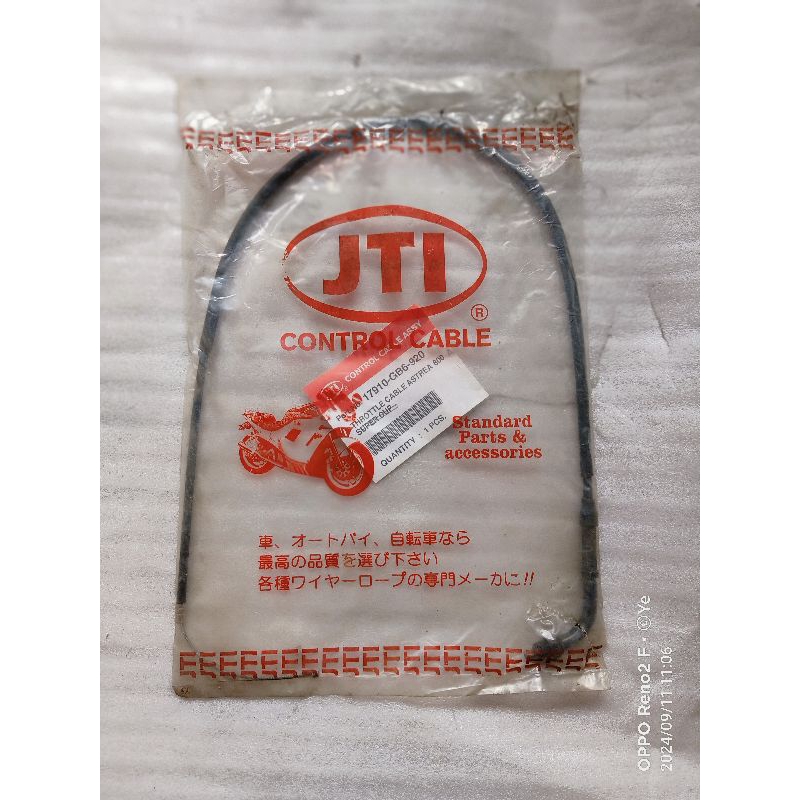 JTI
®
CONTROL CABLE
CONTROL CABLE ASSY
JTI
17910-GB6-920
THROTTLE CABLE ASTREA 800
SUPERCUP
QUANTITY : 1 PCS.
Standard
Parts &
accessories
車、オートバイ、自転車なら
最高の品質を選び下さい
各種ワイヤーロープの専門メーカに!!
OPPO Reno2 F · ©Ye
2024/09/11 11:06